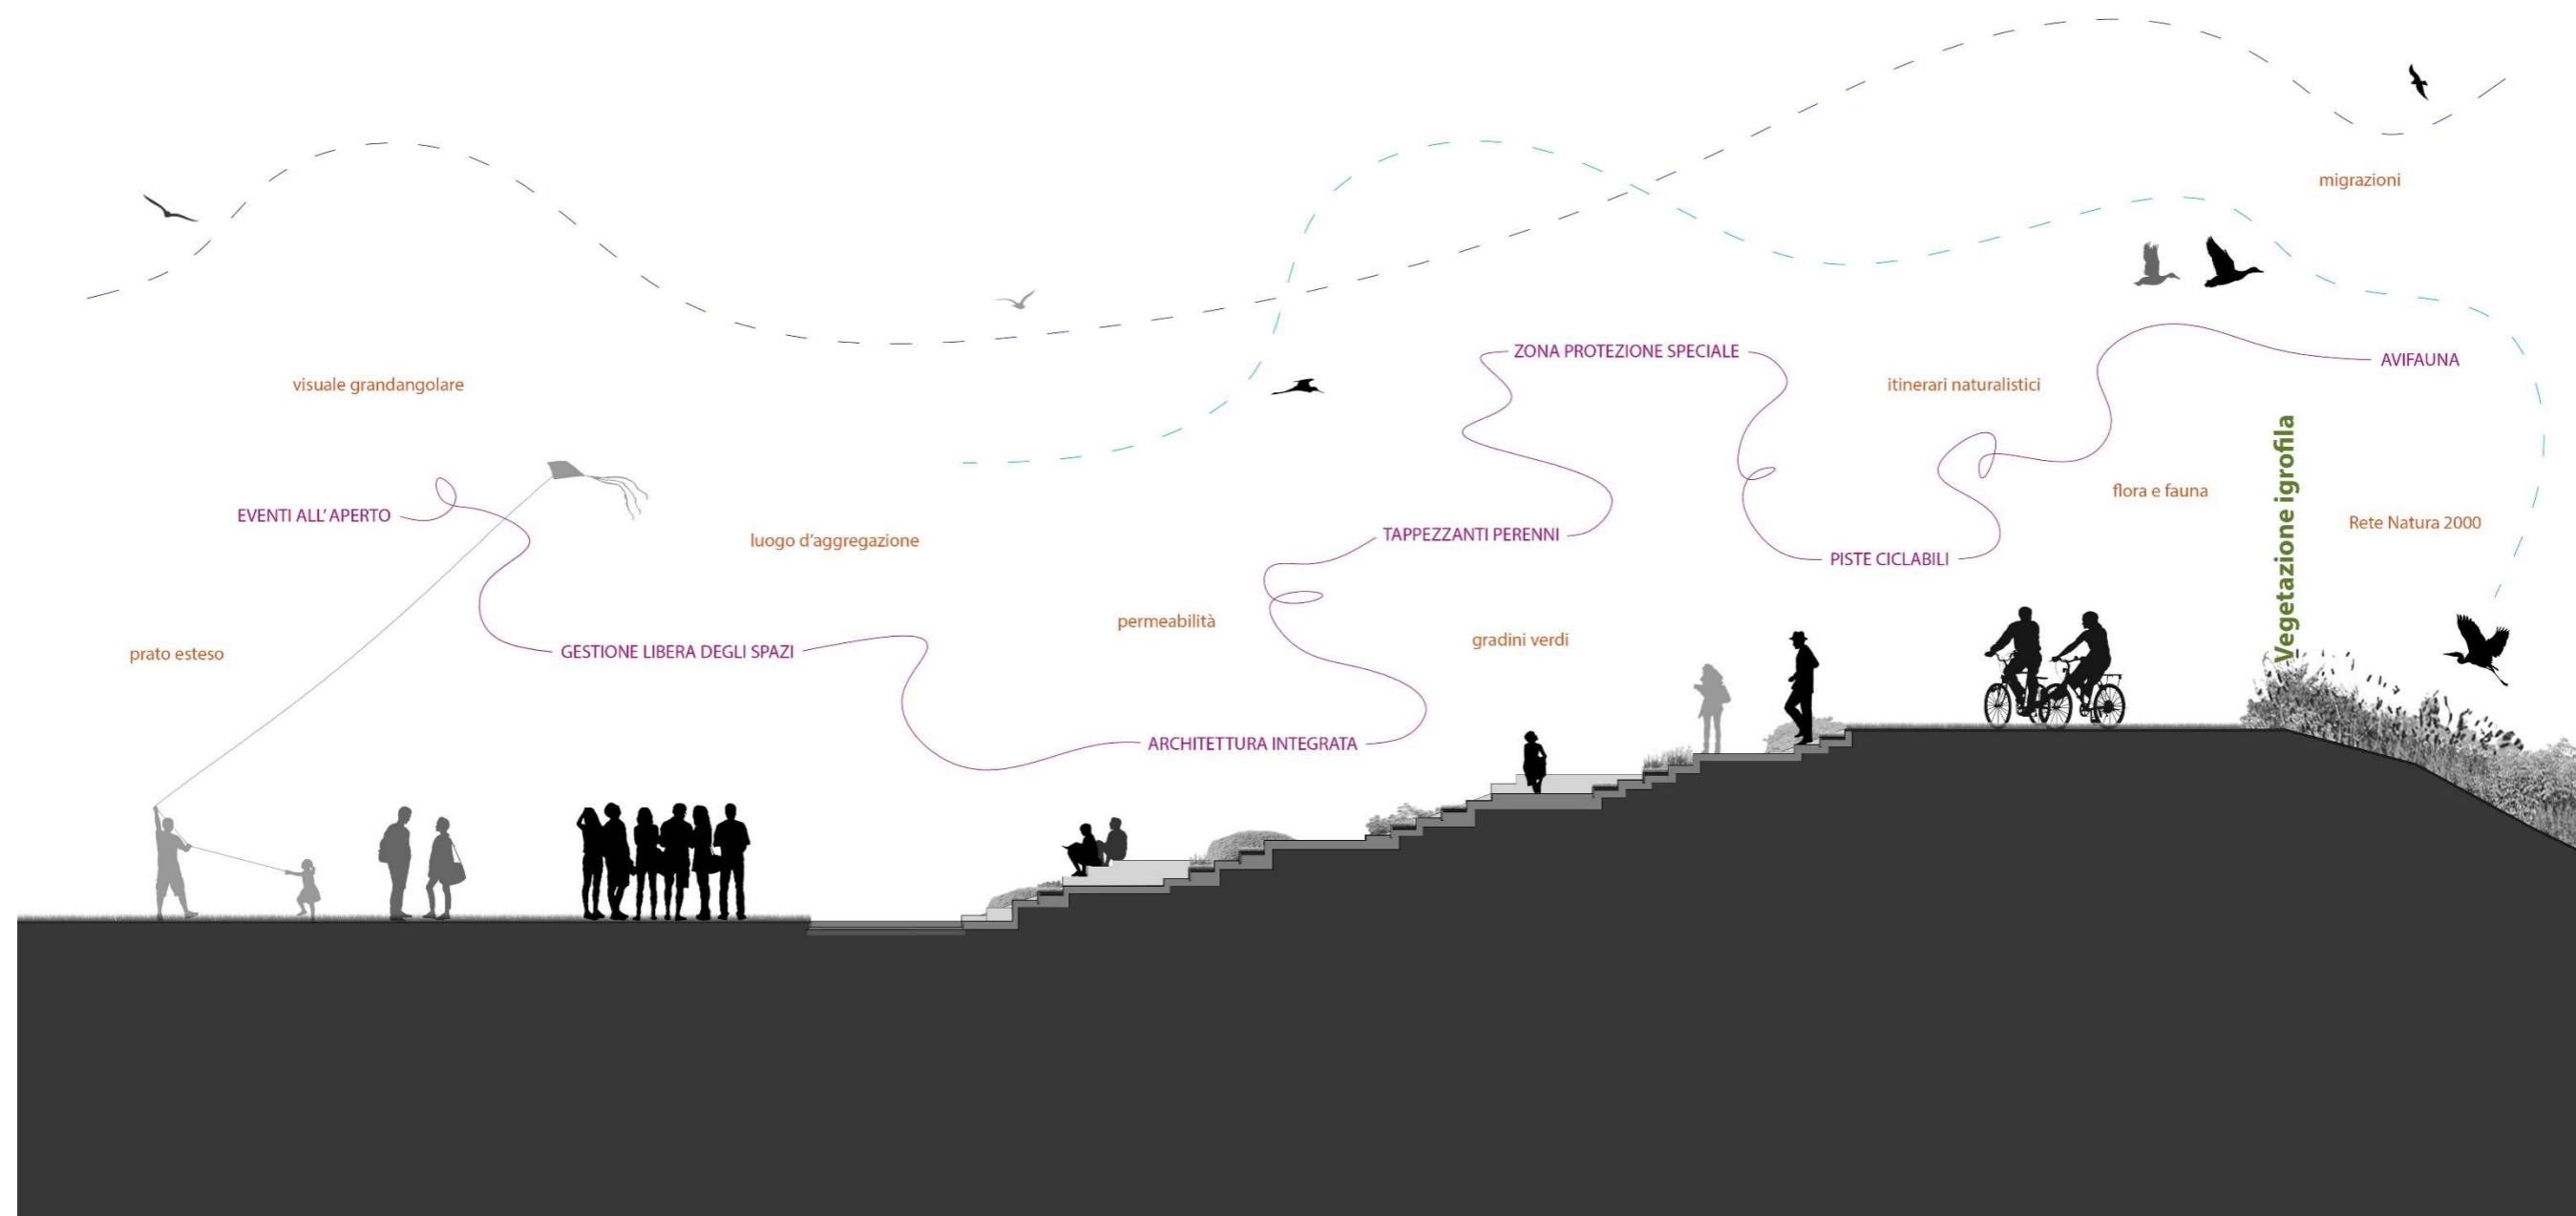 migrazioni
ZONA PROTEZIONE SPECIALE
AVIFAUNA
visuale grandangolare
itinerari naturalistici
Vegetazione igrofila
flora e fauna
EVENTI ALL' APERTO
Rete Natura 2000
luogo d'aggregazione
TAPPEZZANTI PERENNI
PISTE CICLABILI
permeabilità
gradini verdi
prato esteso
GESTIONE LIBERA DEGLI SPAZI
ARCHITETTURA INTEGRATA